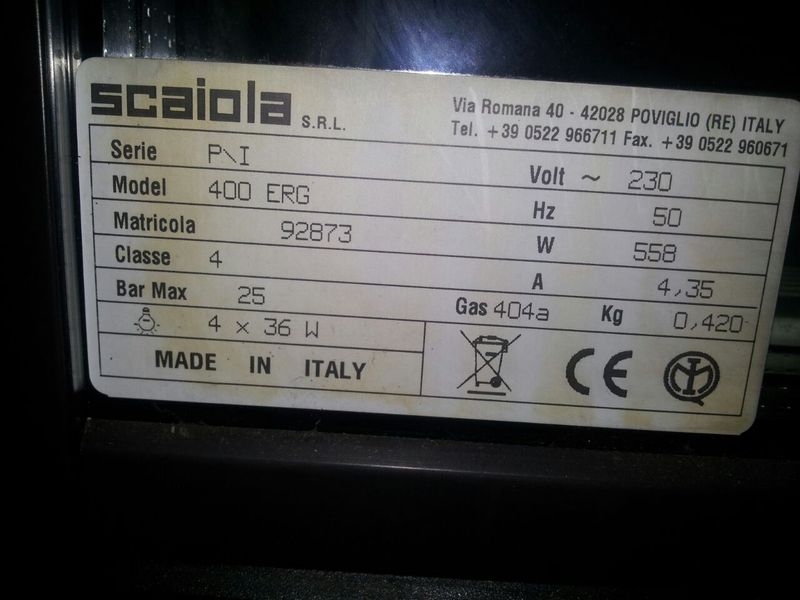 scaiola S.R.L.
Via Romana 40 - 42028 POVIGLIO (RE) ITALY
Tel. +39 0522 966711 Fax. +39 0522 960671
Serie P\I
Model 400 ERG
Matricola 92873
Classe 4
Bar Max 25
4 x 36 W
Volt ~ 230
Hz 50
W 558
A 4,35
Gas 404a Kg 0,420
MADE IN ITALY
CE